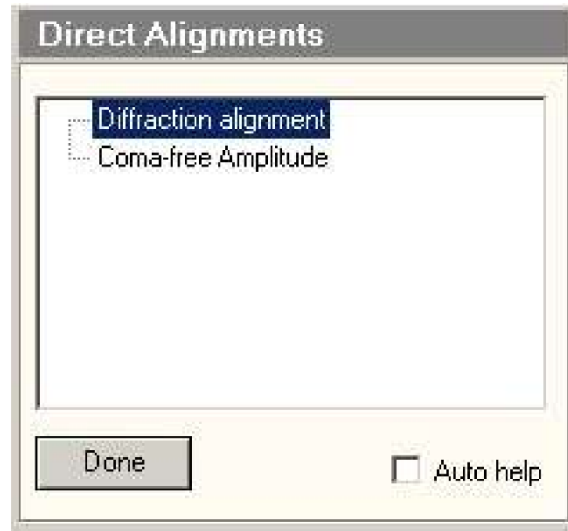 Direct Alignments
Diffraction alignment
Coma-free Amplitude
Done
Auto help